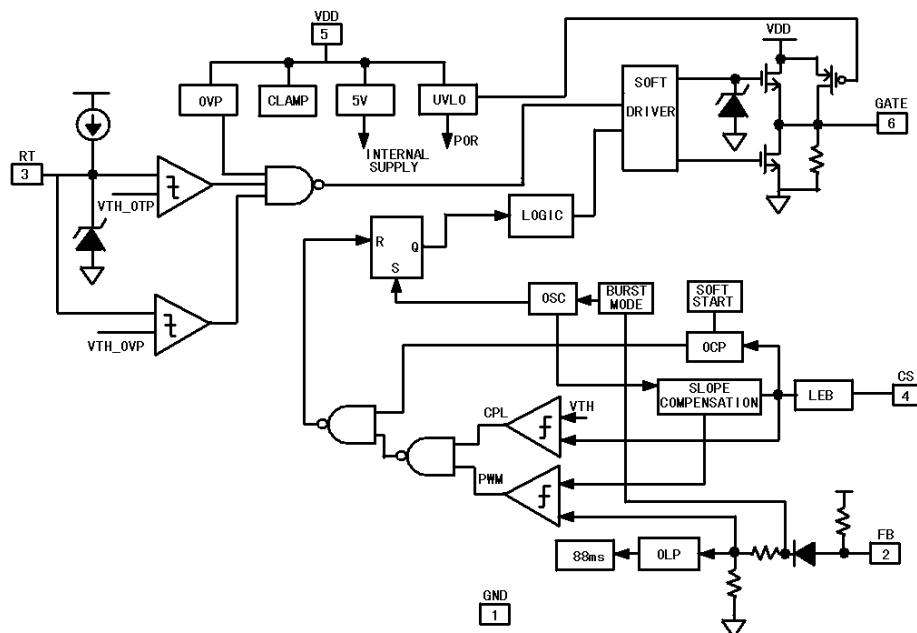 VDD
5
VDD
OVP
CLAMP
5V
UVLO
SOFT
DRIVER
GATE
6
INTERNAL
SUPPLY
POR
RT
3
VTH_OTP
LOGIC
R
Q
S
VTH_OVP
OSC
BURST
MODE
SOFT
START
OCP
CS
4
SLOPE
COMPENSATION
LEB
CPL
VTH
PWM
FB
2
88ms
OLP
GND
1